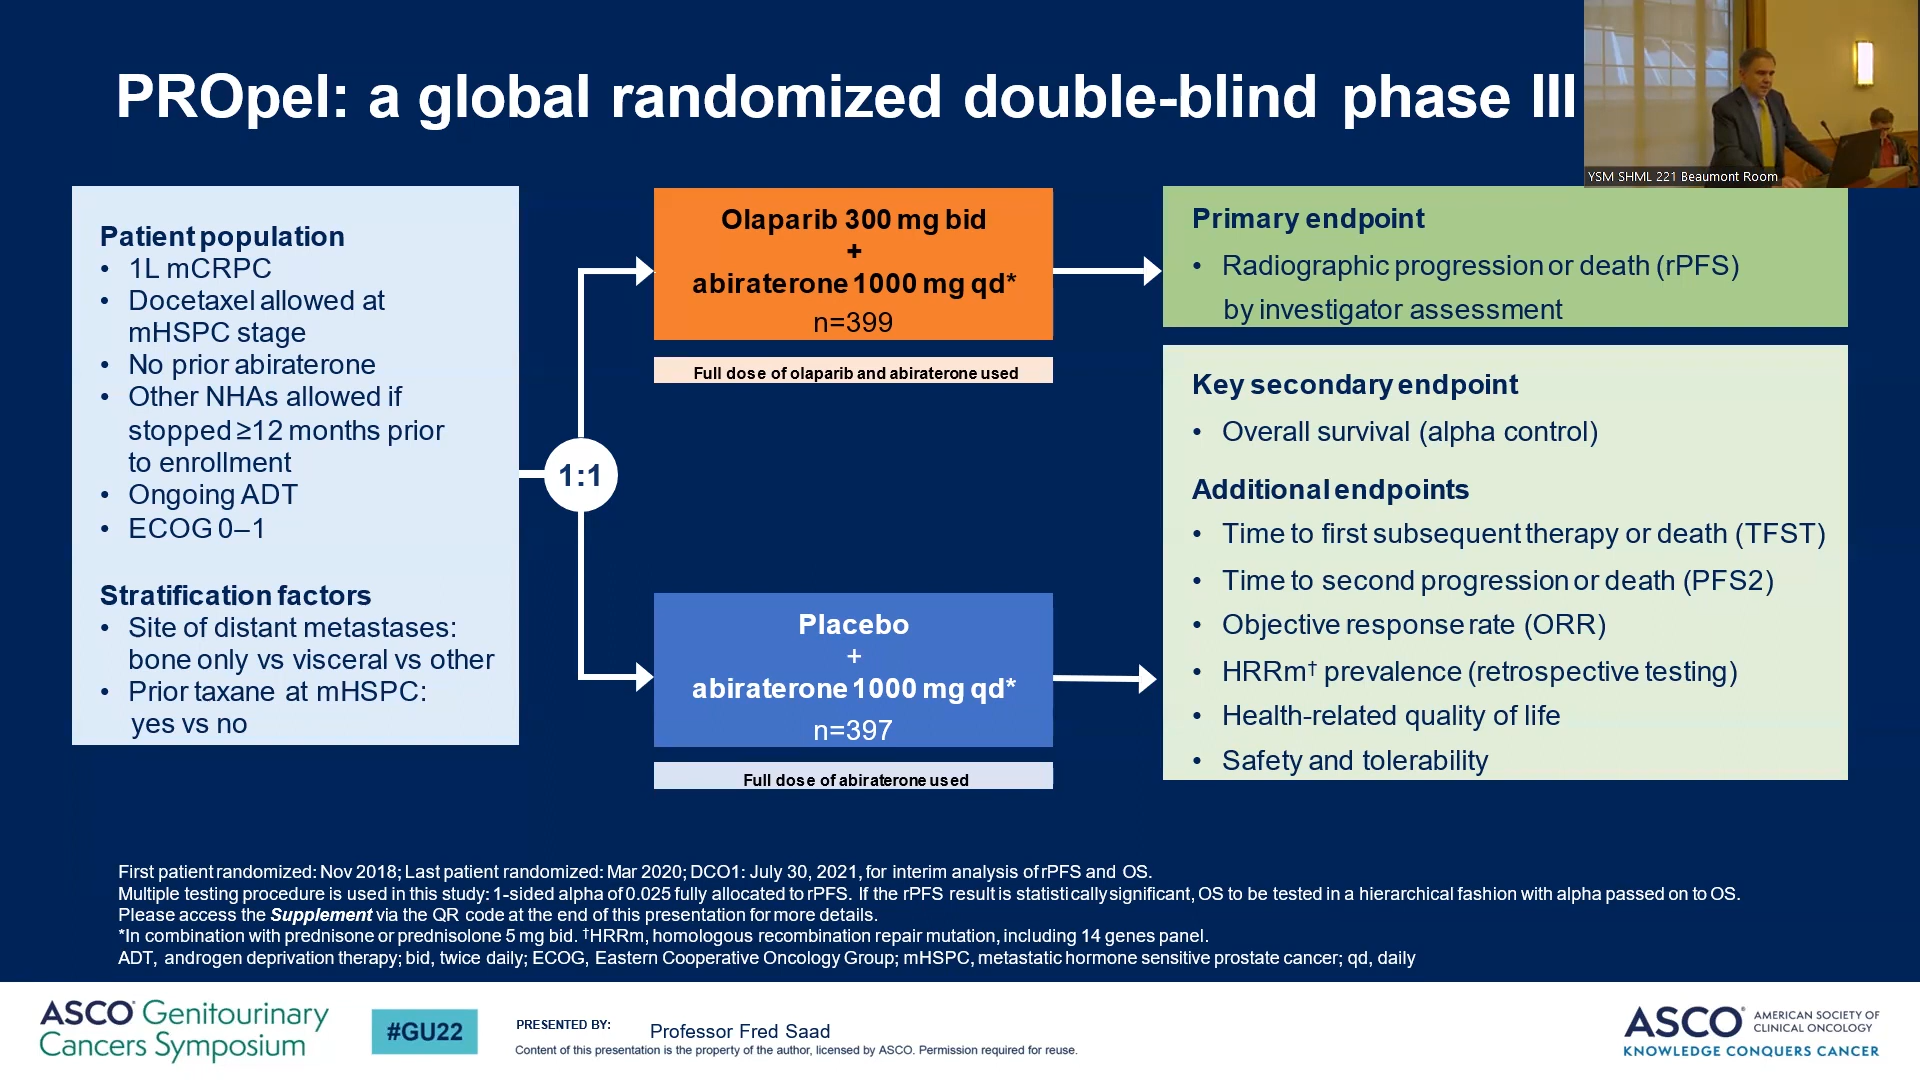 PROpel: a global randomized double-blind phase III
YSM SHML 221 Beaumont Room
Patient population
• 1L mCRPC
• Docetaxel allowed at
mHSPC stage
• No prior abiraterone
• Other NHAs allowed if
stopped ≥12 months prior
to enrollment
• Ongoing ADT
• ECOG 0–1
Stratification factors
• Site of distant metastases:
bone only vs visceral vs other
• Prior taxane at mHSPC:
yes vs no
1:1
Olaparib 300 mg bid
+
abiraterone 1000 mg qd*
n=399
Full dose of olaparib and abiraterone used
Placebo
+
abiraterone 1000 mg qd*
n=397
Full dose of abiraterone used
Primary endpoint
• Radiographic progression or death (rPFS)
by investigator assessment
Key secondary endpoint
• Overall survival (alpha control)
Additional endpoints
• Time to first subsequent therapy or death (TFST)
• Time to second progression or death (PFS2)
• Objective response rate (ORR)
• HRRm† prevalence (retrospective testing)
• Health-related quality of life
• Safety and tolerability
First patient randomized: Nov 2018; Last patient randomized: Mar 2020; DCO1: July 30, 2021, for interim analysis of rPFS and OS.
Multiple testing procedure is used in this study: 1-sided alpha of 0.025 fully allocated to rPFS. If the rPFS result is statistically significant, OS to be tested in a hierarchical fashion with alpha passed on to OS.
Please access the Supplement via the QR code at the end of this presentation for more details.
*In combination with prednisone or prednisolone 5 mg bid. †HRRm, homologous recombination repair mutation, including 14 genes panel.
ADT, androgen deprivation therapy; bid, twice daily; ECOG, Eastern Cooperative Oncology Group; mHSPC, metastatic hormone sensitive prostate cancer; qd, daily
ASCO® Genitourinary
Cancers Symposium
#GU22
PRESENTED BY: Professor Fred Saad
Content of this presentation is the property of the author, licensed by ASCO. Permission required for reuse.
ASCO® AMERICAN SOCIETY OF
CLINICAL ONCOLOGY
KNOWLEDGE CONQUERS CANCER